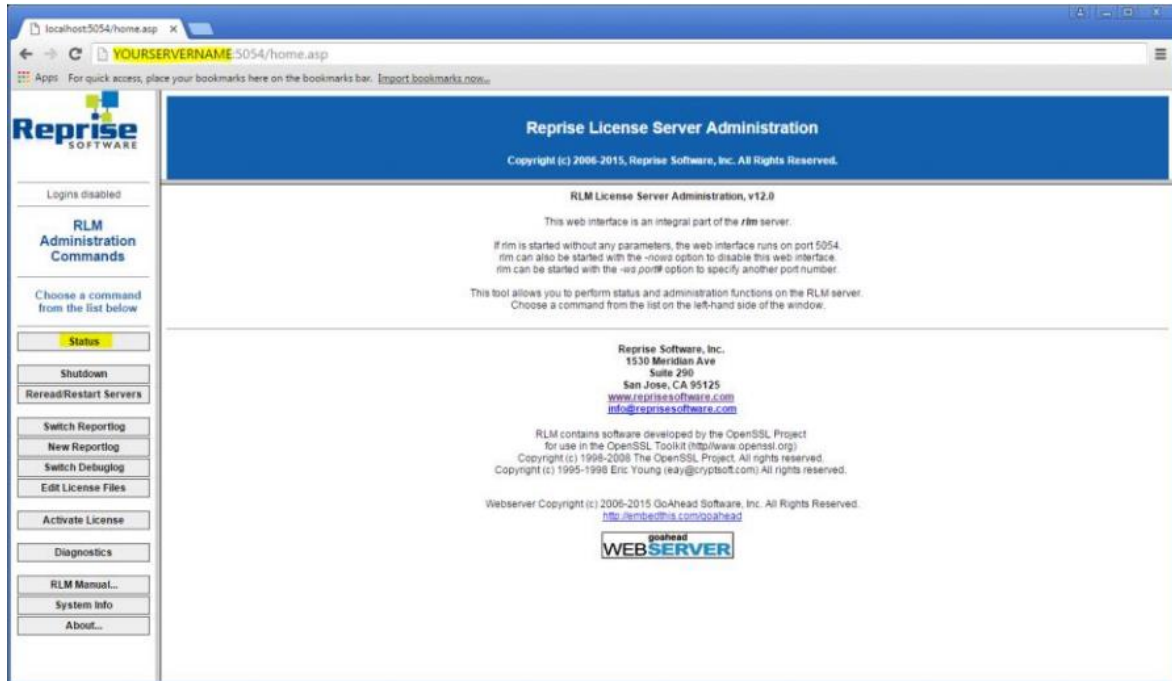 localhost:5054/home.asp
YOURSERVERNAME:5054/home.asp
Apps For quick access, place your bookmarks here on the bookmarks bar. Import bookmarks now...
Reprise
SOFTWARE
Logins disabled
RLM
Administration
Commands
Choose a command
from the list below
Status
Shutdown
Reread/Restart Servers
Switch Reportlog
New Reportlog
Switch Debuglog
Edit License Files
Activate License
Diagnostics
RLM Manual...
System Info
About...
Reprise License Server Administration
Copyright (c) 2006-2015, Reprise Software, Inc. All Rights Reserved.
RLM License Server Administration, v12.0
This web interface is an integral part of the rlm server.
If rlm is started without any parameters, the web interface runs on port 5054.
rlm can also be started with the -nows option to disable this web interface.
rlm can be started with the -ws port# option to specify another port number.
This tool allows you to perform status and administration functions on the RLM server.
Choose a command from the list on the left-hand side of the window.
Reprise Software, Inc.
1530 Meridian Ave
Suite 290
San Jose, CA 95125
www.reprisesoftware.com
info@reprisesoftware.com
RLM contains software developed by the OpenSSL Project
for use in the OpenSSL Toolkit (http//www.openssl.org)
Copyright (c) 1998-2008 The OpenSSL Project. All rights reserved.
Copyright (c) 1995-1998 Eric Young (eay@cryptsoft.com) All rights reserved.
Webserver Copyright (c) 2006-2015 GoAhead Software, Inc. All Rights Reserved.
http://embedthis.com/goahead
goahead
WEBSERVER